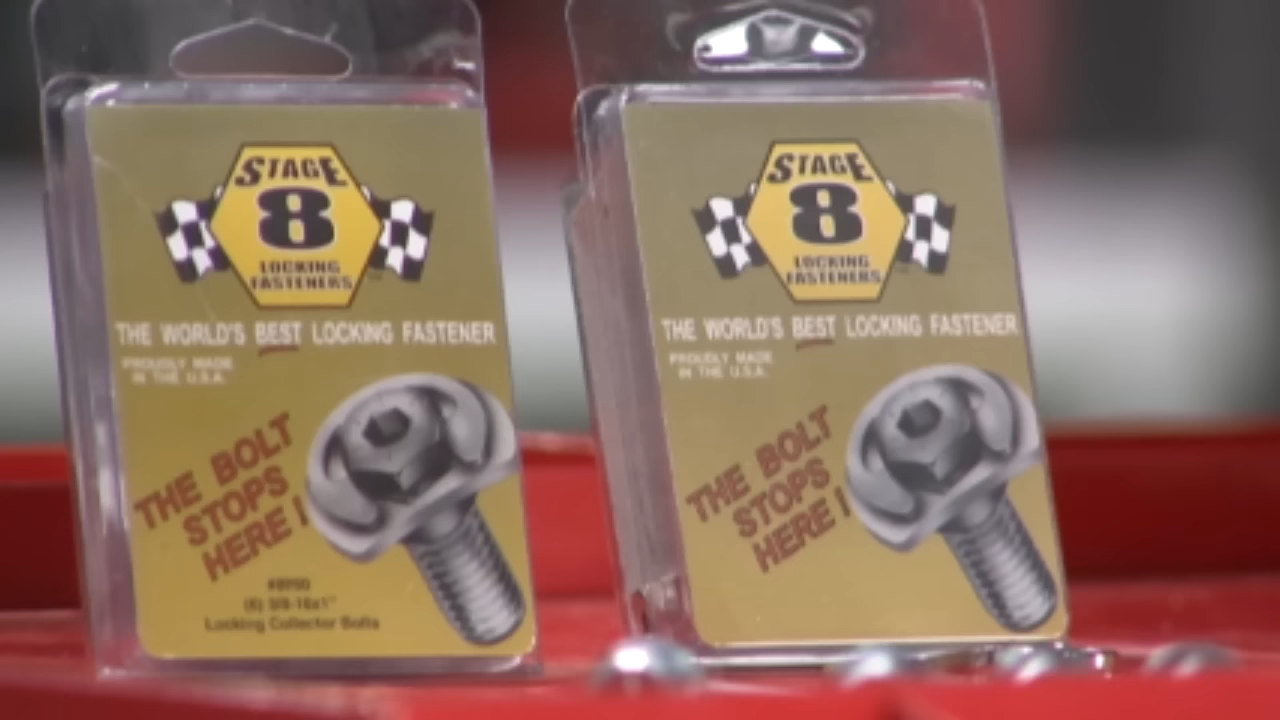 STAGE
8
LOCKING
FASTENERS
THE WORLD'S BEST LOCKING FASTENER
PROUDLY MADE
IN THE U.S.A.
THE BOLT
STOPS
HERE !
(6) 3/8-16x1"
Locking Collector Bolts
STAGE
8
LOCKING
FASTENERS
THE WORLD'S BEST LOCKING FASTENER
PROUDLY MADE
IN THE U.S.A.
THE BOLT
STOPS
HERE !